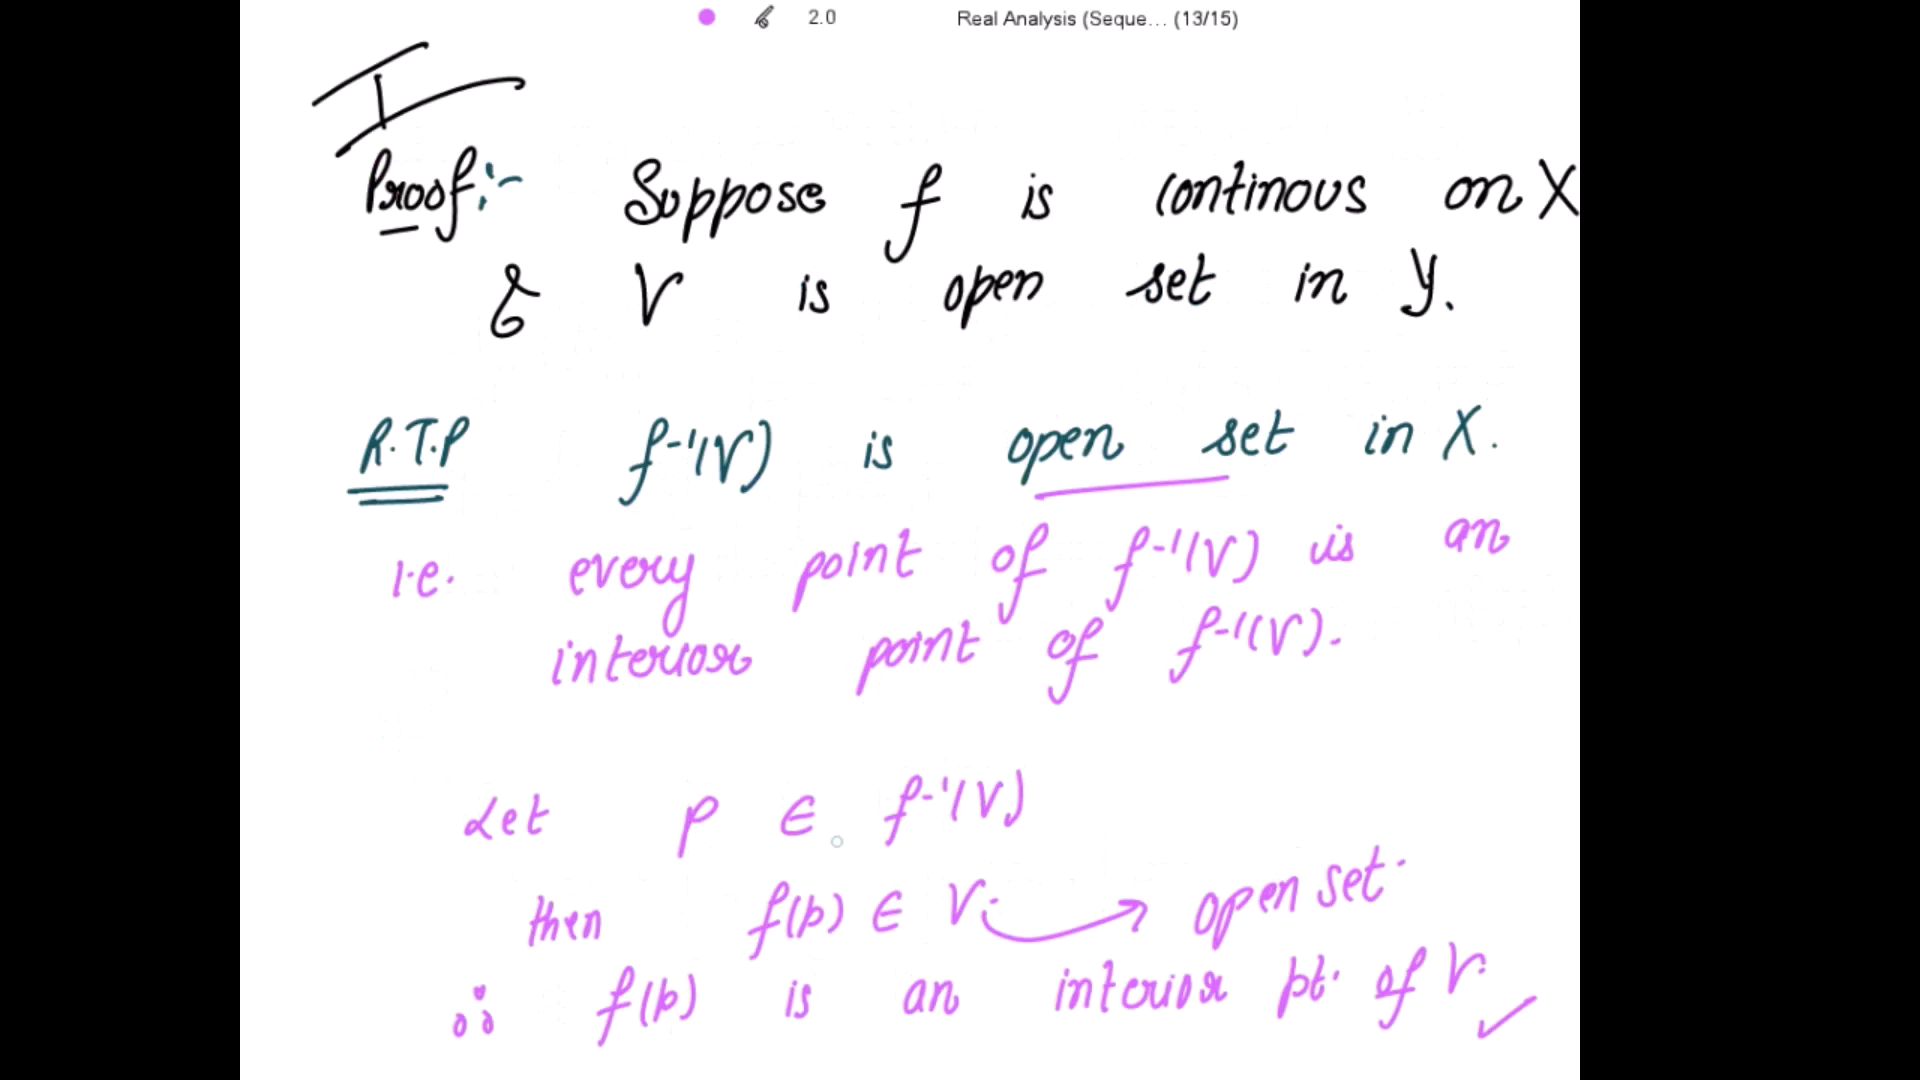 2.0 Real Analysis (Seque... (13/15)
I
Proof:- Suppose f is continous on X
& V is open set in Y.
R.T.P f-1(V) is open set in X.
i.e. every point of f-1(V) is an
interior point of f-1(V).
Let p ∈ f-1(V)
then f(p) ∈ V. → open set.
∴ f(p) is an interior pt. of V.